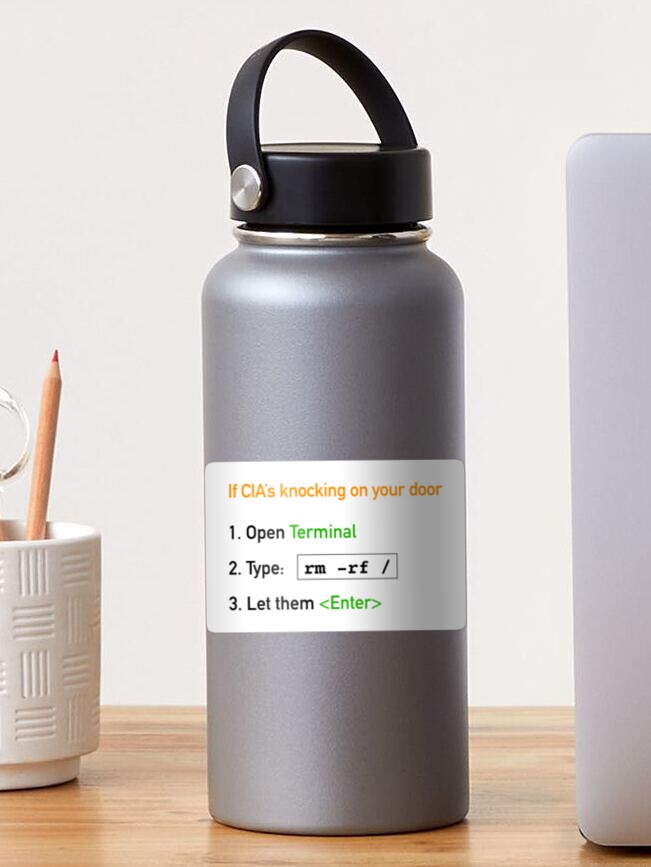 If CIA's knocking on your door
1. Open Terminal
2. Type: rm -rf /
3. Let them <Enter>